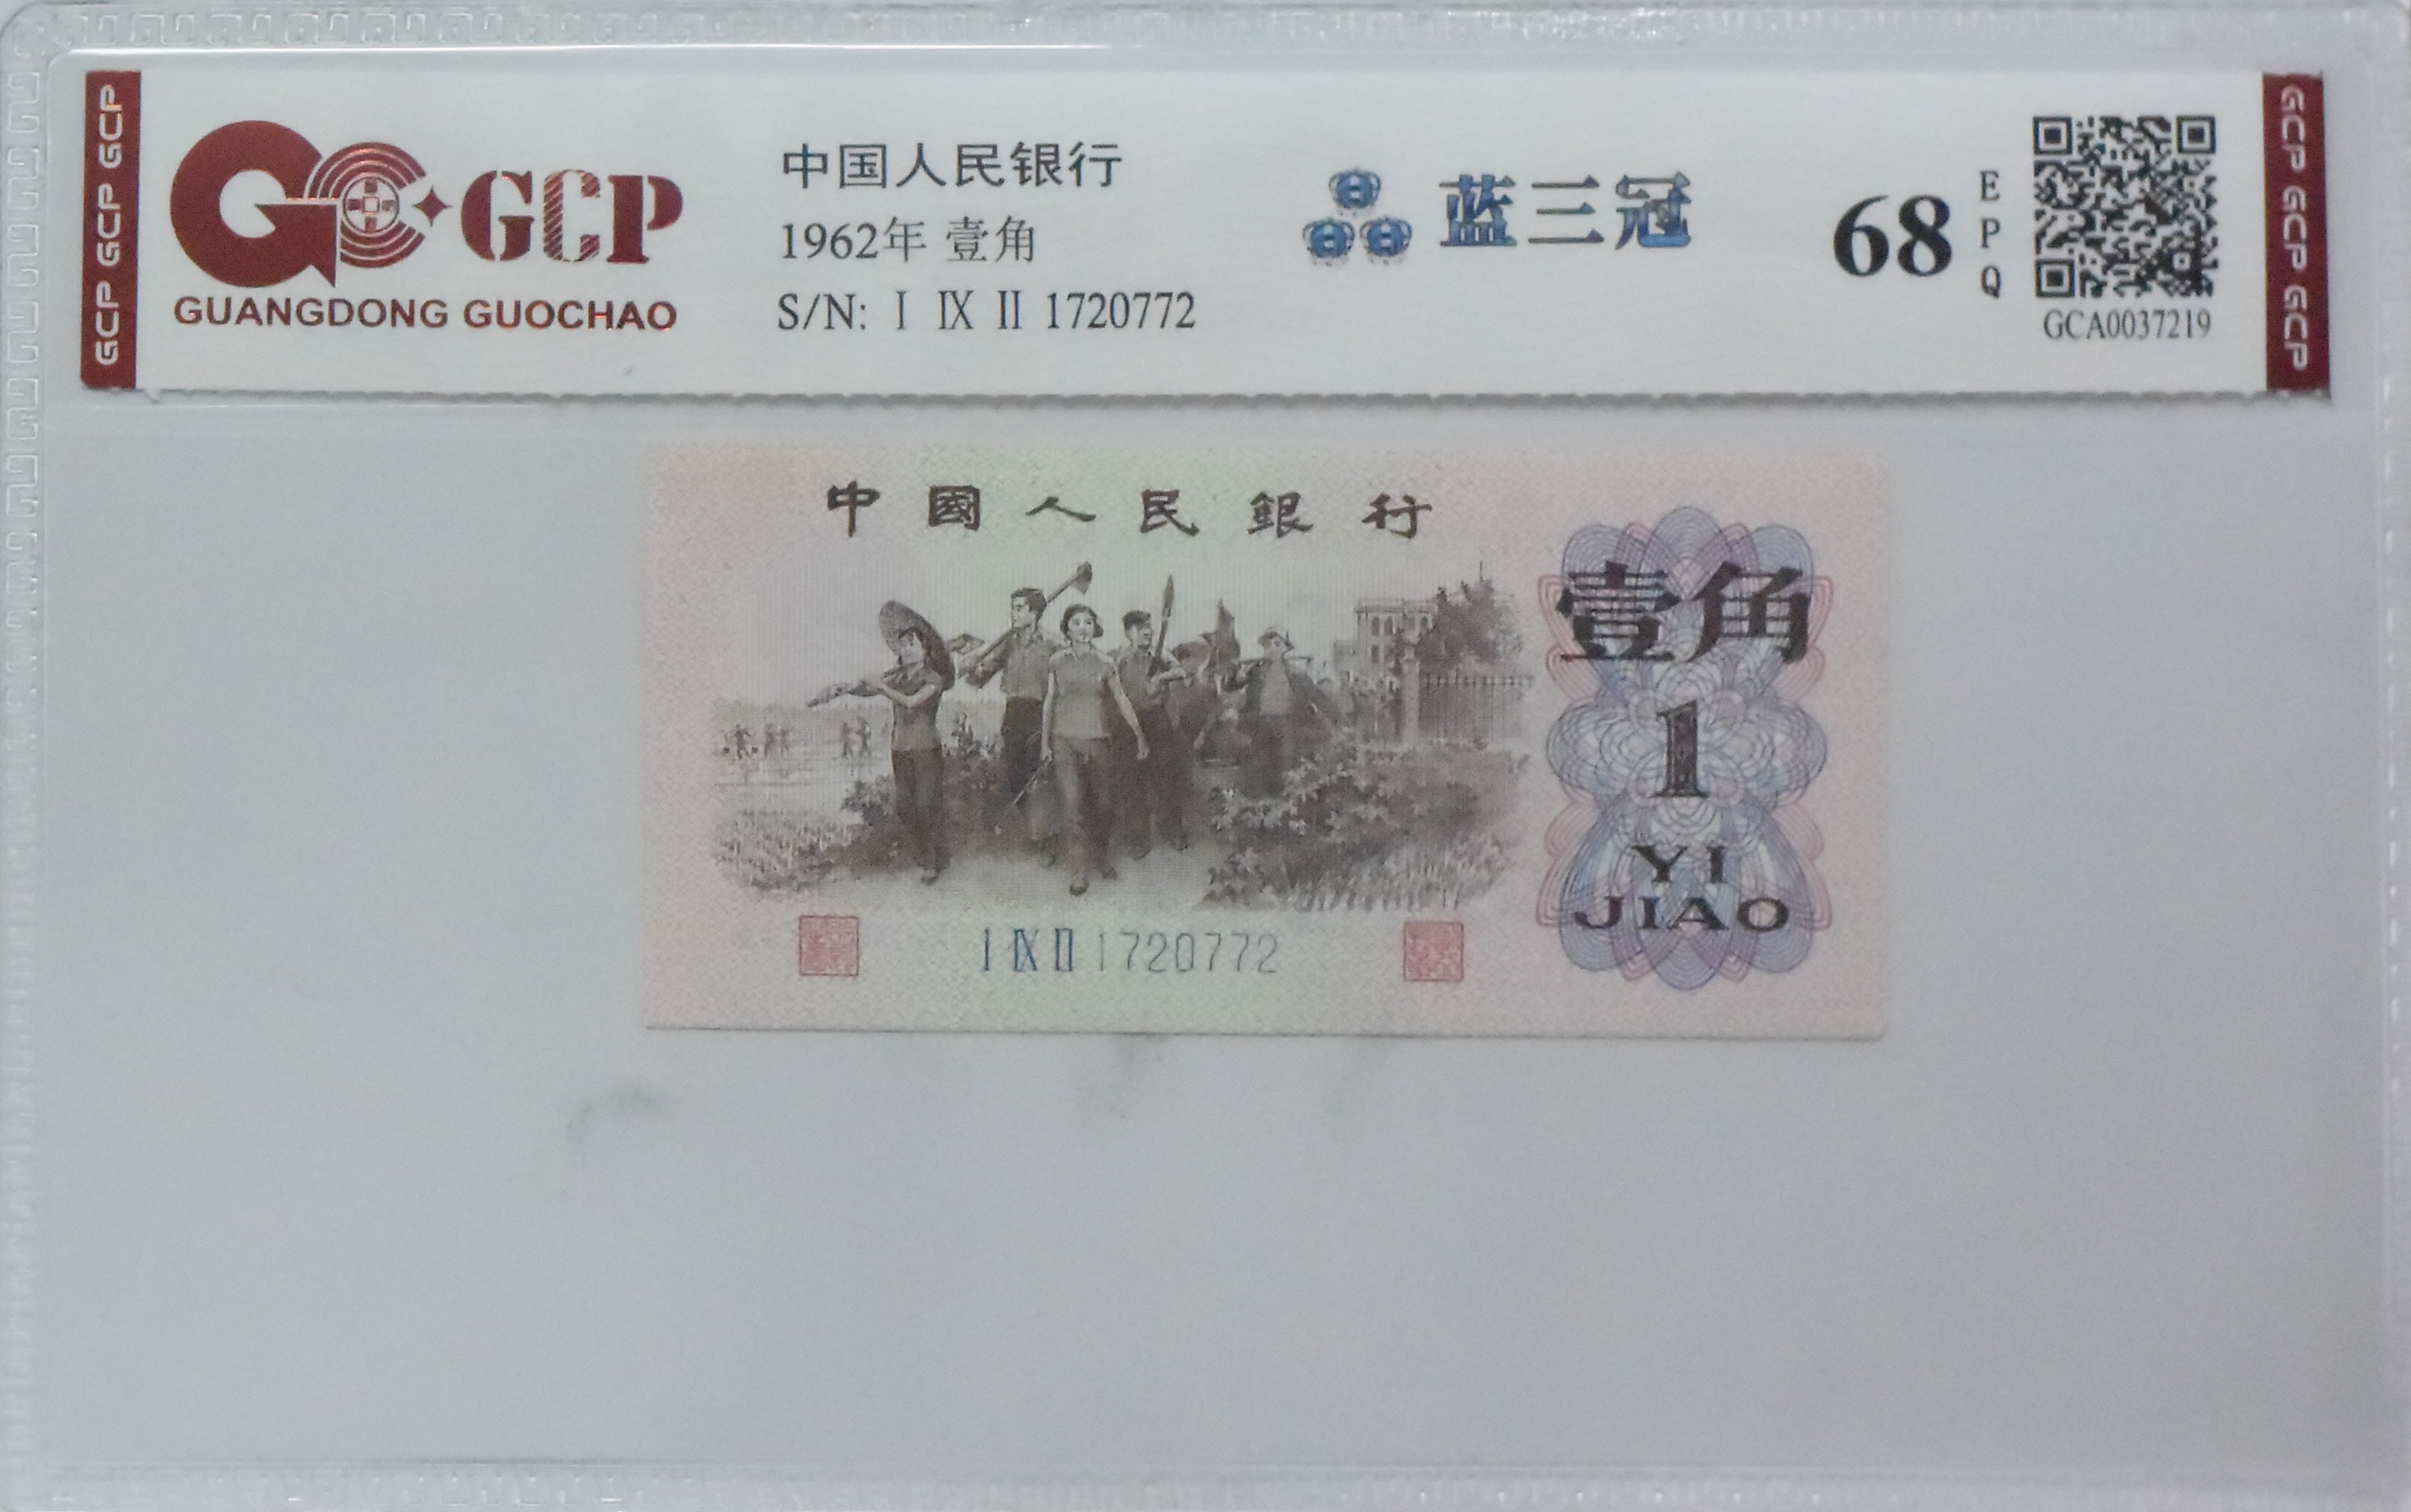 GCP GCP GCP
GCP
GUANGDONG GUOCHAO
中国人民银行
1962年 壹角
S/N: Ⅰ Ⅸ Ⅱ 1720772
蓝三冠
68
EPQ
GCA0037219
GCP GCP GCP
中國人民銀行
壹角
1
YI
JIAO
Ⅰ Ⅸ Ⅱ 1720772